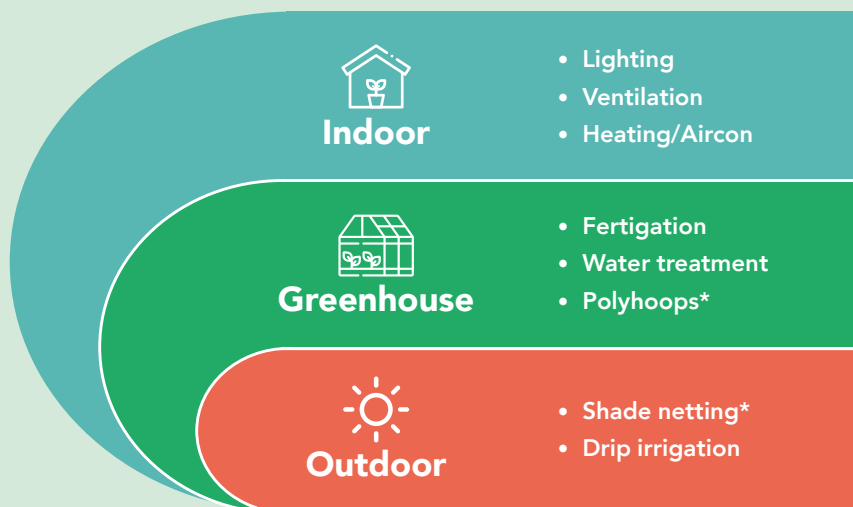 Indoor
• Lighting
• Ventilation
• Heating/Aircon
Greenhouse
• Fertigation
• Water treatment
• Polyhoops*
Outdoor
• Shade netting*
• Drip irrigation